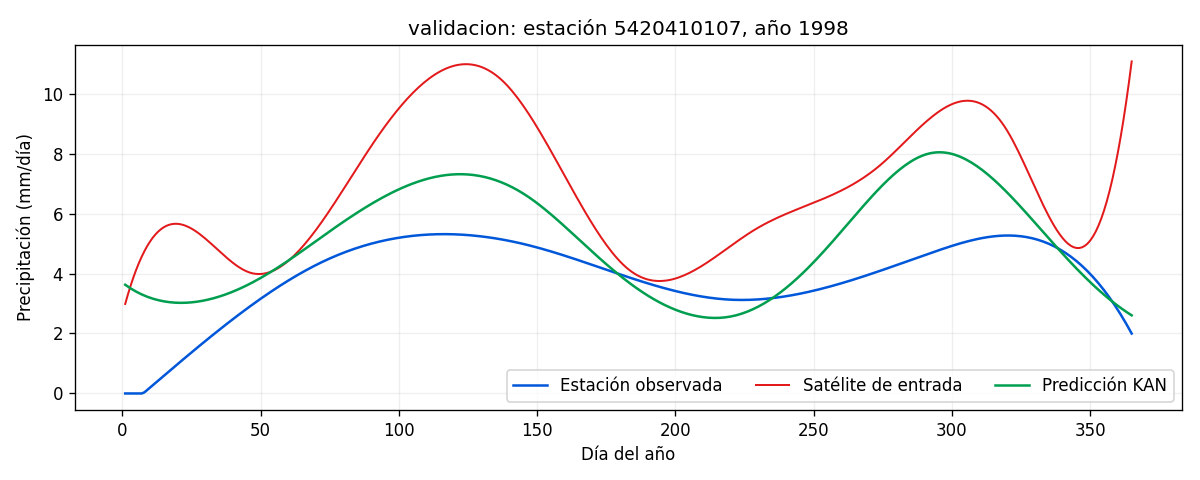 validacion: estación 5420410107, año 1998
Precipitación (mm/día)
10
8
6
4
2
0
Estación observada
Satélite de entrada
Predicción KAN
0 50 100 150 200 250 300 350
Día del año